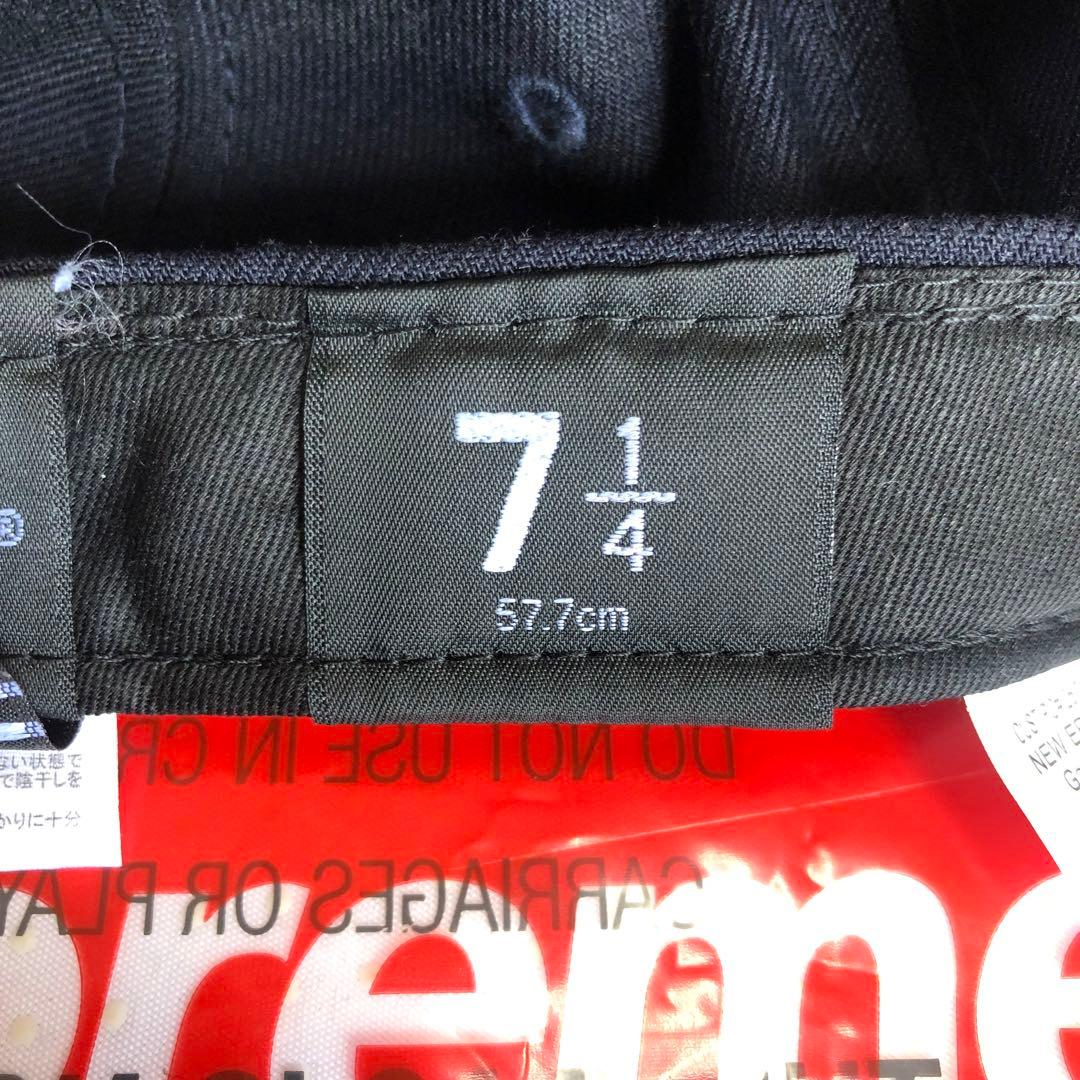 7 1/4
57.7cm
®
ない状態で
で陰干しを
かりに十分
NEW E
DO NOT USE IN CR
CARRIAGES OR PLAY
preme